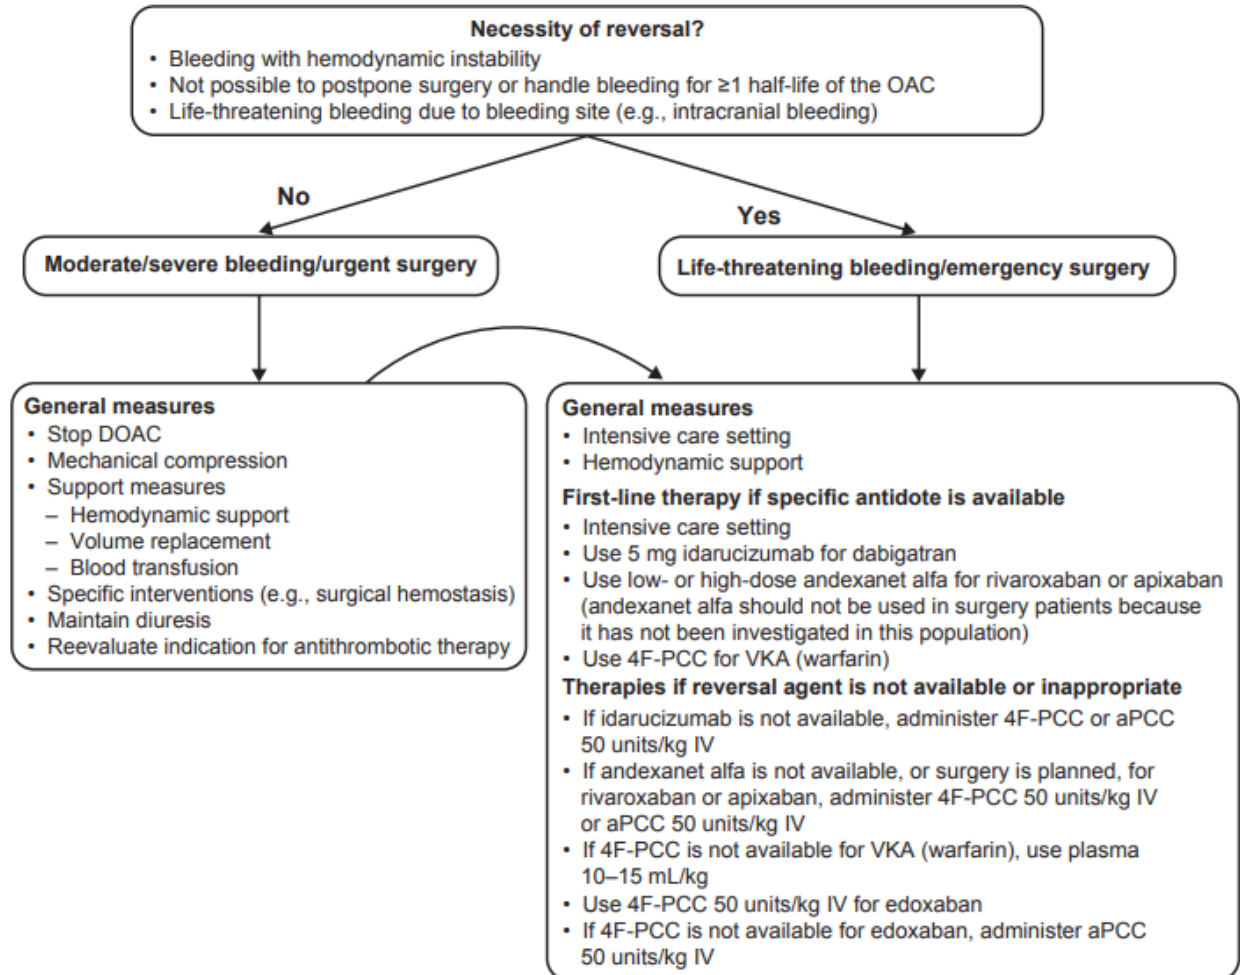 Necessity of reversal?
• Bleeding with hemodynamic instability
• Not possible to postpone surgery or handle bleeding for ≥1 half-life of the OAC
• Life-threatening bleeding due to bleeding site (e.g., intracranial bleeding)
No
Yes
Moderate/severe bleeding/urgent surgery
Life-threatening bleeding/emergency surgery
General measures
• Stop DOAC
• Mechanical compression
• Support measures
– Hemodynamic support
– Volume replacement
– Blood transfusion
• Specific interventions (e.g., surgical hemostasis)
• Maintain diuresis
• Reevaluate indication for antithrombotic therapy
General measures
• Intensive care setting
• Hemodynamic support
First-line therapy if specific antidote is available
• Intensive care setting
• Use 5 mg idarucizumab for dabigatran
• Use low- or high-dose andexanet alfa for rivaroxaban or apixaban
(andexanet alfa should not be used in surgery patients because
it has not been investigated in this population)
• Use 4F-PCC for VKA (warfarin)
Therapies if reversal agent is not available or inappropriate
• If idarucizumab is not available, administer 4F-PCC or aPCC
50 units/kg IV
• If andexanet alfa is not available, or surgery is planned, for
rivaroxaban or apixaban, administer 4F-PCC 50 units/kg IV
or aPCC 50 units/kg IV
• If 4F-PCC is not available for VKA (warfarin), use plasma
10–15 mL/kg
• Use 4F-PCC 50 units/kg IV for edoxaban
• If 4F-PCC is not available for edoxaban, administer aPCC
50 units/kg IV